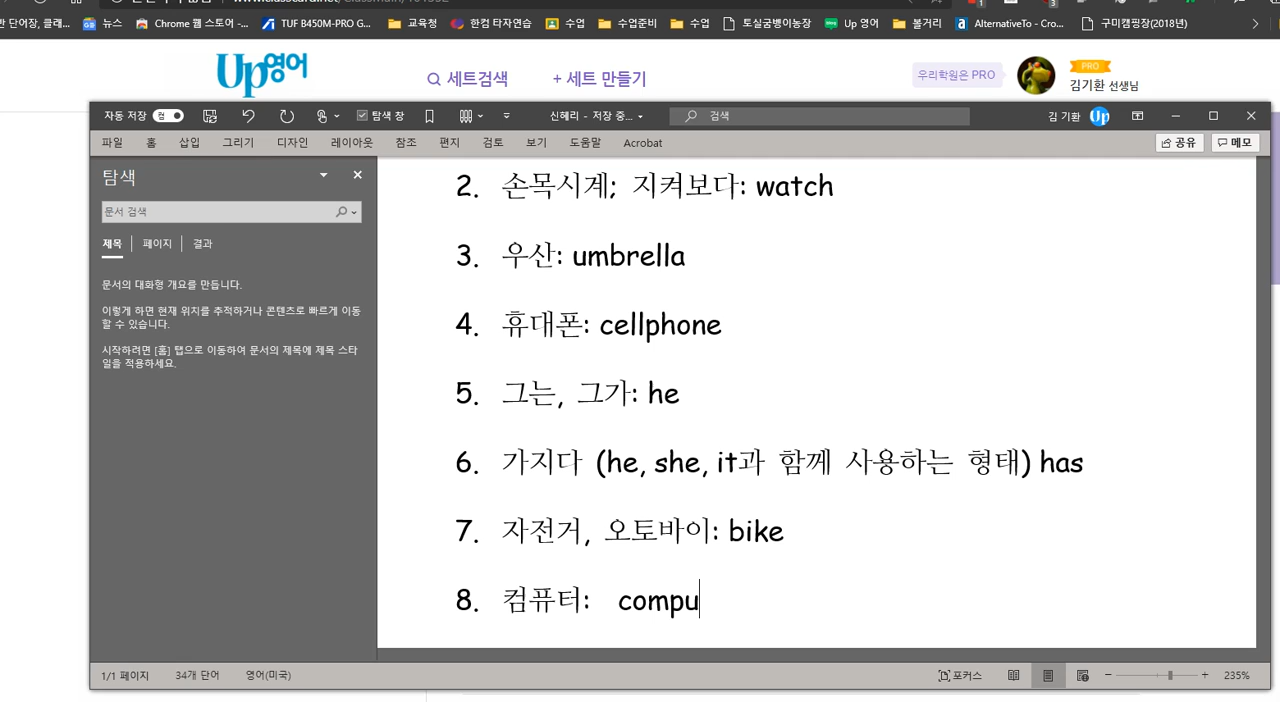 뉴스
Chrome 웹 스토어 -...
TUF B450M-PRO G...
교육청
한컴 타자연습
수업
수업준비
수업
토실굼벵이농장
Up 영어
볼거리
AlternativeTo - Cro...
구미캠핑장(2018년)
Up영어
세트검색
+ 세트 만들기
우리학원은 PRO
PRO
김기환 선생님
자동 저장
탐색 창
신혜리 - 저장 중...
검색
김 기환
Up
파일 홈 삽입 그리기 디자인 레이아웃 참조 편지 검토 보기 도움말 Acrobat
공유
메모
탐색
문서 검색
제목 페이지 결과
문서의 대화형 개요를 만듭니다.
이렇게 하면 현재 위치를 추적하거나 콘텐츠로 빠르게 이동
할 수 있습니다.
시작하려면 [홈] 탭으로 이동하여 문서의 제목에 제목 스타
일을 적용하세요.
2. 손목시계; 지켜보다: watch
3. 우산: umbrella
4. 휴대폰: cellphone
5. 그는, 그가: he
6. 가지다 (he, she, it과 함께 사용하는 형태) has
7. 자전거, 오토바이: bike
8. 컴퓨터: compu
1/1 페이지
34개 단어
영어(미국)
포커스
235%